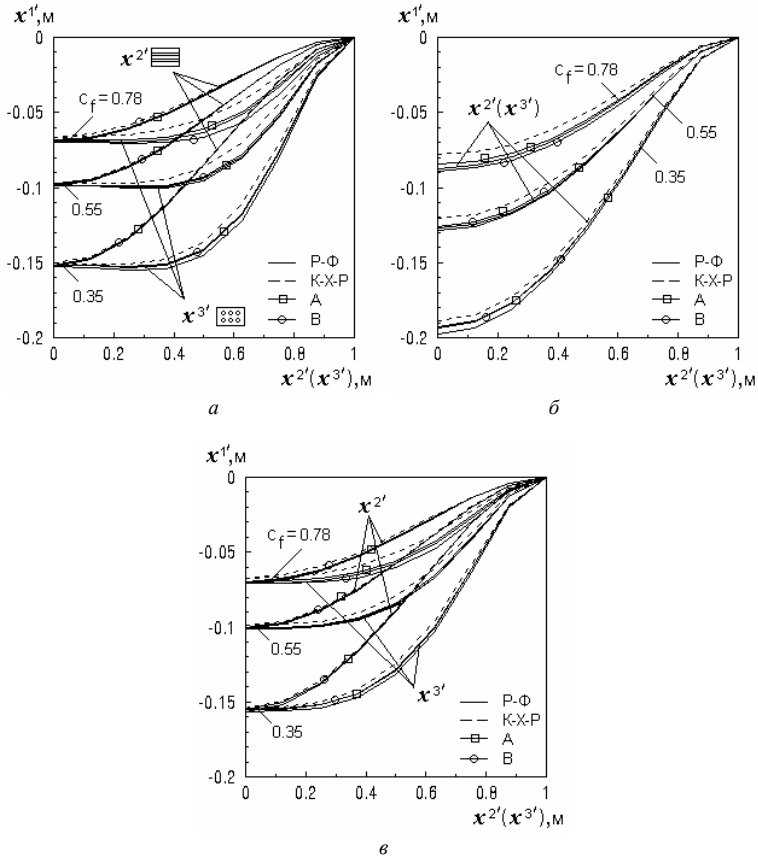 x1′,м
0
-0.05
-0.1
-0.15
-0.2
0
0.2
0.4
0.6
0.8
1
x2′(x3′),м
x2′
cf=0.78
0.55
0.35
x3′
Р-Ф
К-Х-Р
А
В
а
x1′,м
0
-0.05
-0.1
-0.15
-0.2
0
0.2
0.4
0.6
0.8
1
x2′(x3′),м
cf=0.78
x2′(x3′)
0.55
0.35
Р-Ф
К-Х-Р
А
В
б
x1′,м
0
-0.05
-0.1
-0.15
-0.2
0
0.2
0.4
0.6
0.8
1
x2′(x3′),м
x2′
cf=0.78
0.55
x3′
0.35
Р-Ф
К-Х-Р
А
В
в